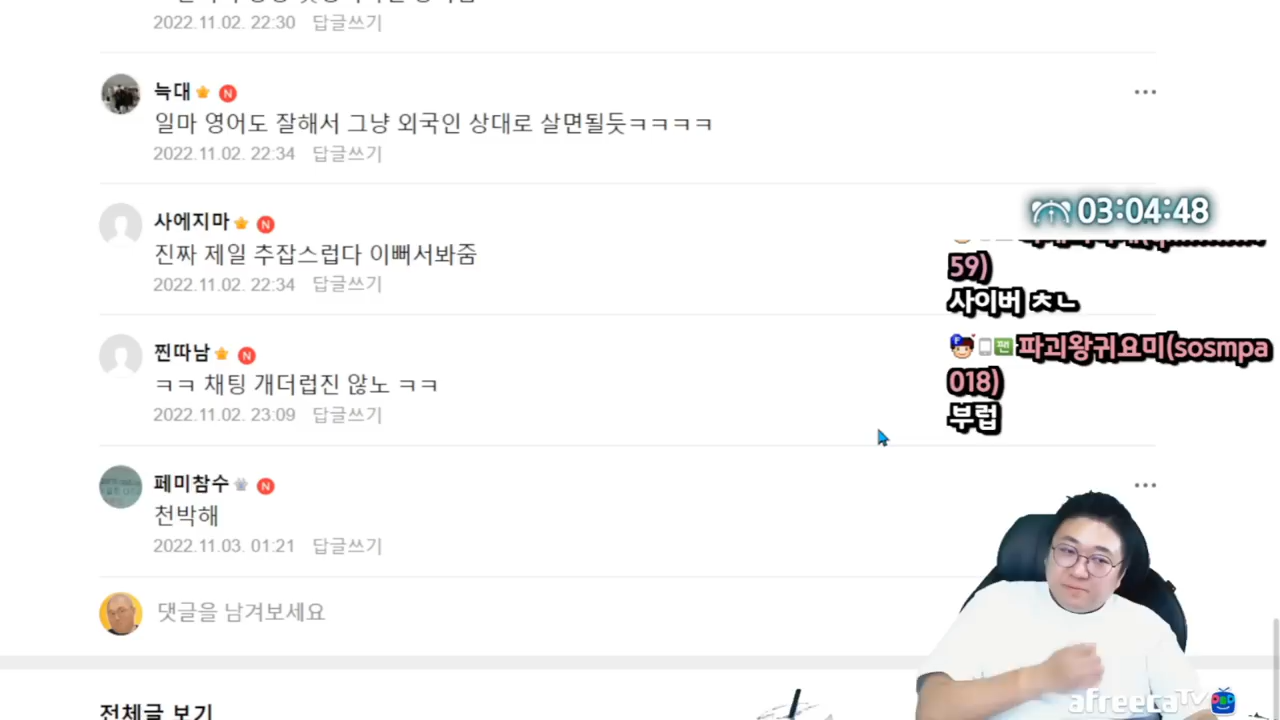 2022.11.02. 22:30 답글쓰기
늑대 N
일마 영어도 잘해서 그냥 외국인 상대로 살면될듯ㅋㅋㅋㅋ
2022.11.02. 22:34 답글쓰기
사에지마 N
진짜 제일 추잡스럽다 이뻐서봐줌
2022.11.02. 22:34 답글쓰기
찐따남 N
ㅋㅋ 채팅 개더럽진 않노 ㅋㅋ
2022.11.02. 23:09 답글쓰기
페미참수 N
천박해
2022.11.03. 01:21 답글쓰기
댓글을 남겨보세요
전체글 보기
03:04:48
59)
사이버 ㅊㄴ
팬 파괴왕귀요미(sosmpa
018)
부럽
afreecaTV